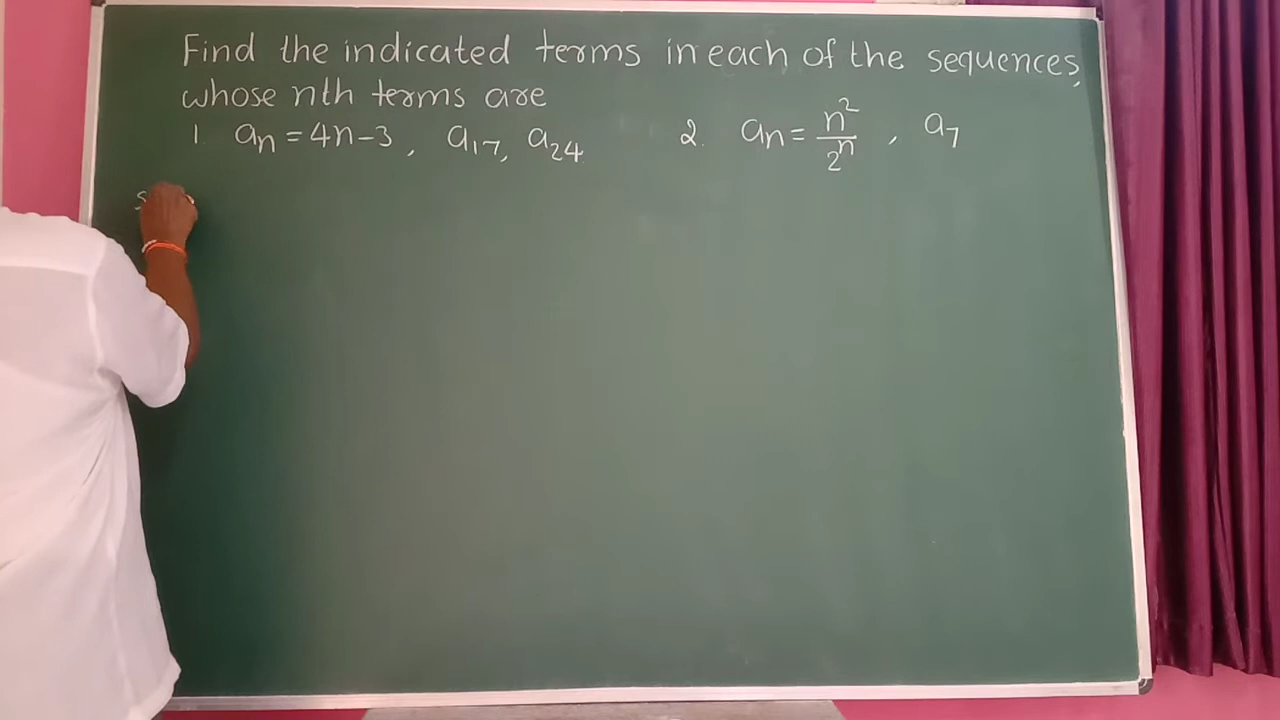 Find the indicated terms in each of the sequences,
whose nth terms are
1. aₙ = 4n-3, a₁₇, a₂₄ 2. aₙ = n²/2ⁿ, a₇